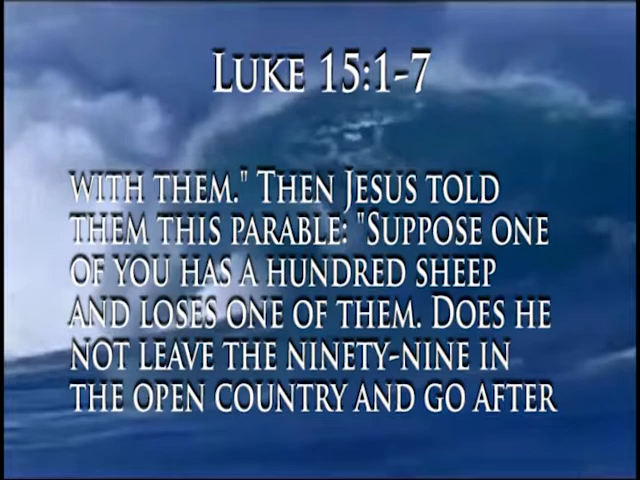 LUKE 15:1-7
WITH THEM." THEN JESUS TOLD
THEM THIS PARABLE: "SUPPOSE ONE
OF YOU HAS A HUNDRED SHEEP
AND LOSES ONE OF THEM. DOES HE
NOT LEAVE THE NINETY-NINE IN
THE OPEN COUNTRY AND GO AFTER